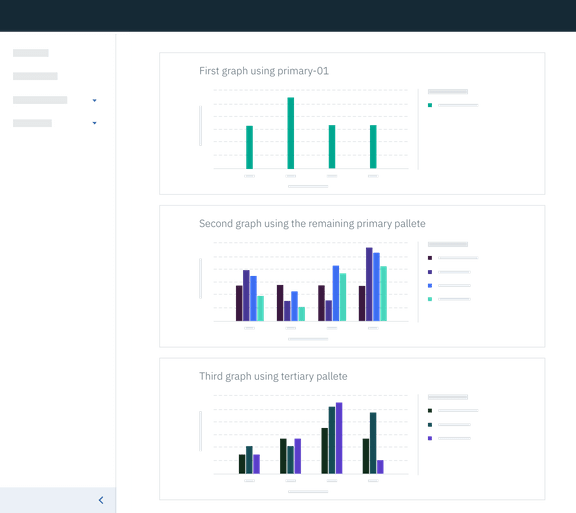 First graph using primary-01
Second graph using the remaining primary pallete
Third graph using tertiary pallete